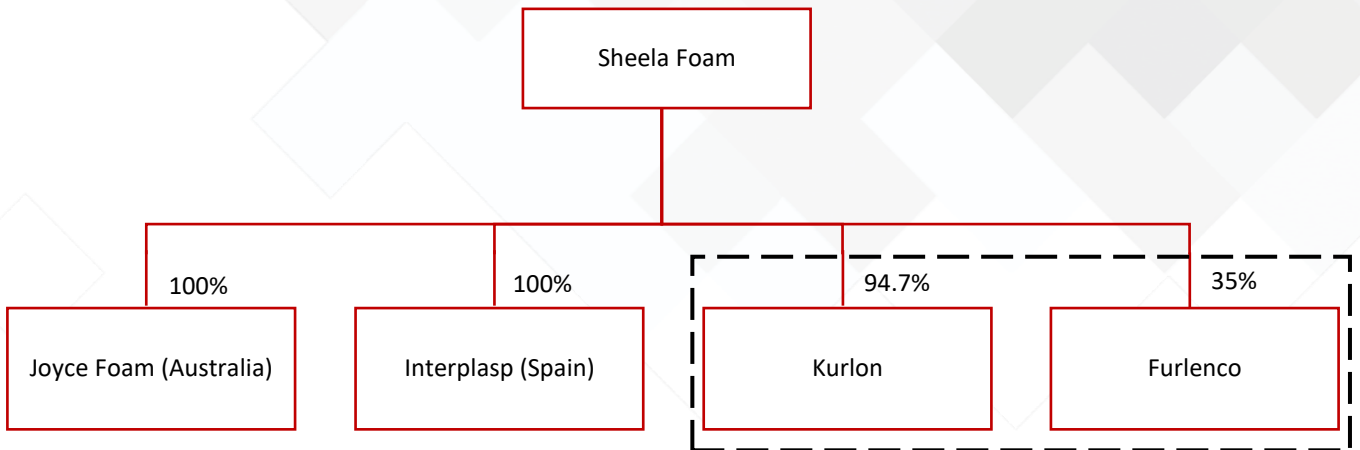 Sheela Foam
100%
100%
94.7%
35%
Joyce Foam (Australia)
Interplasp (Spain)
Kurlon
Furlenco